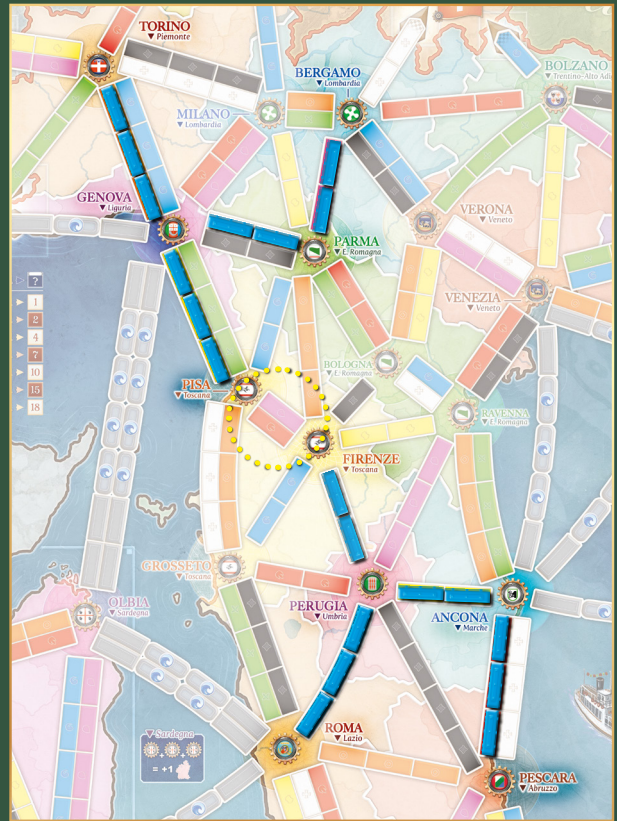 TORINO
▼ Piemonte
BERGAMO
▼ Lombardia
BOLZANO
▼ Trentino-Alto Adi
MILANO
▼ Lombardia
GENOVA
▼ Liguria
VERONA
▼ Veneto
PARMA
▼ E. Romagna
VENEZIA
▼ Veneto
?
1
2
4
7
10
15
18
BOLOGNA
▼ E. Romagna
PISA
▼ Toscana
RAVENNA
▼ E. Romagna
FIRENZE
▼ Toscana
GROSSETO
▼ Toscana
OLBIA
▼ Sardegna
PERUGIA
▼ Umbria
ANCONA
▼ Marche
ROMA
▼ Lazio
▼ Sardegna
= +1
PESCARA
▼ Abruzzo